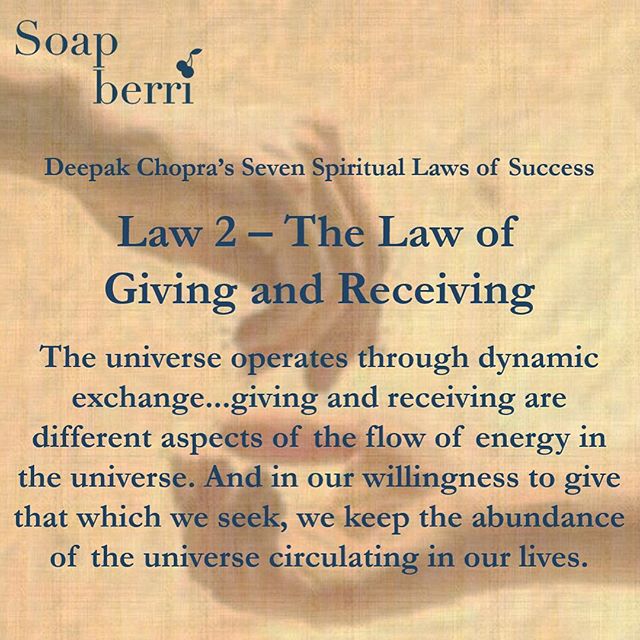 Soap
berri
Deepak Chopra's Seven Spiritual Laws of Success
Law 2 – The Law of
Giving and Receiving
The universe operates through dynamic
exchange...giving and receiving are
different aspects of the flow of energy in
the universe. And in our willingness to give
that which we seek, we keep the abundance
of the universe circulating in our lives.